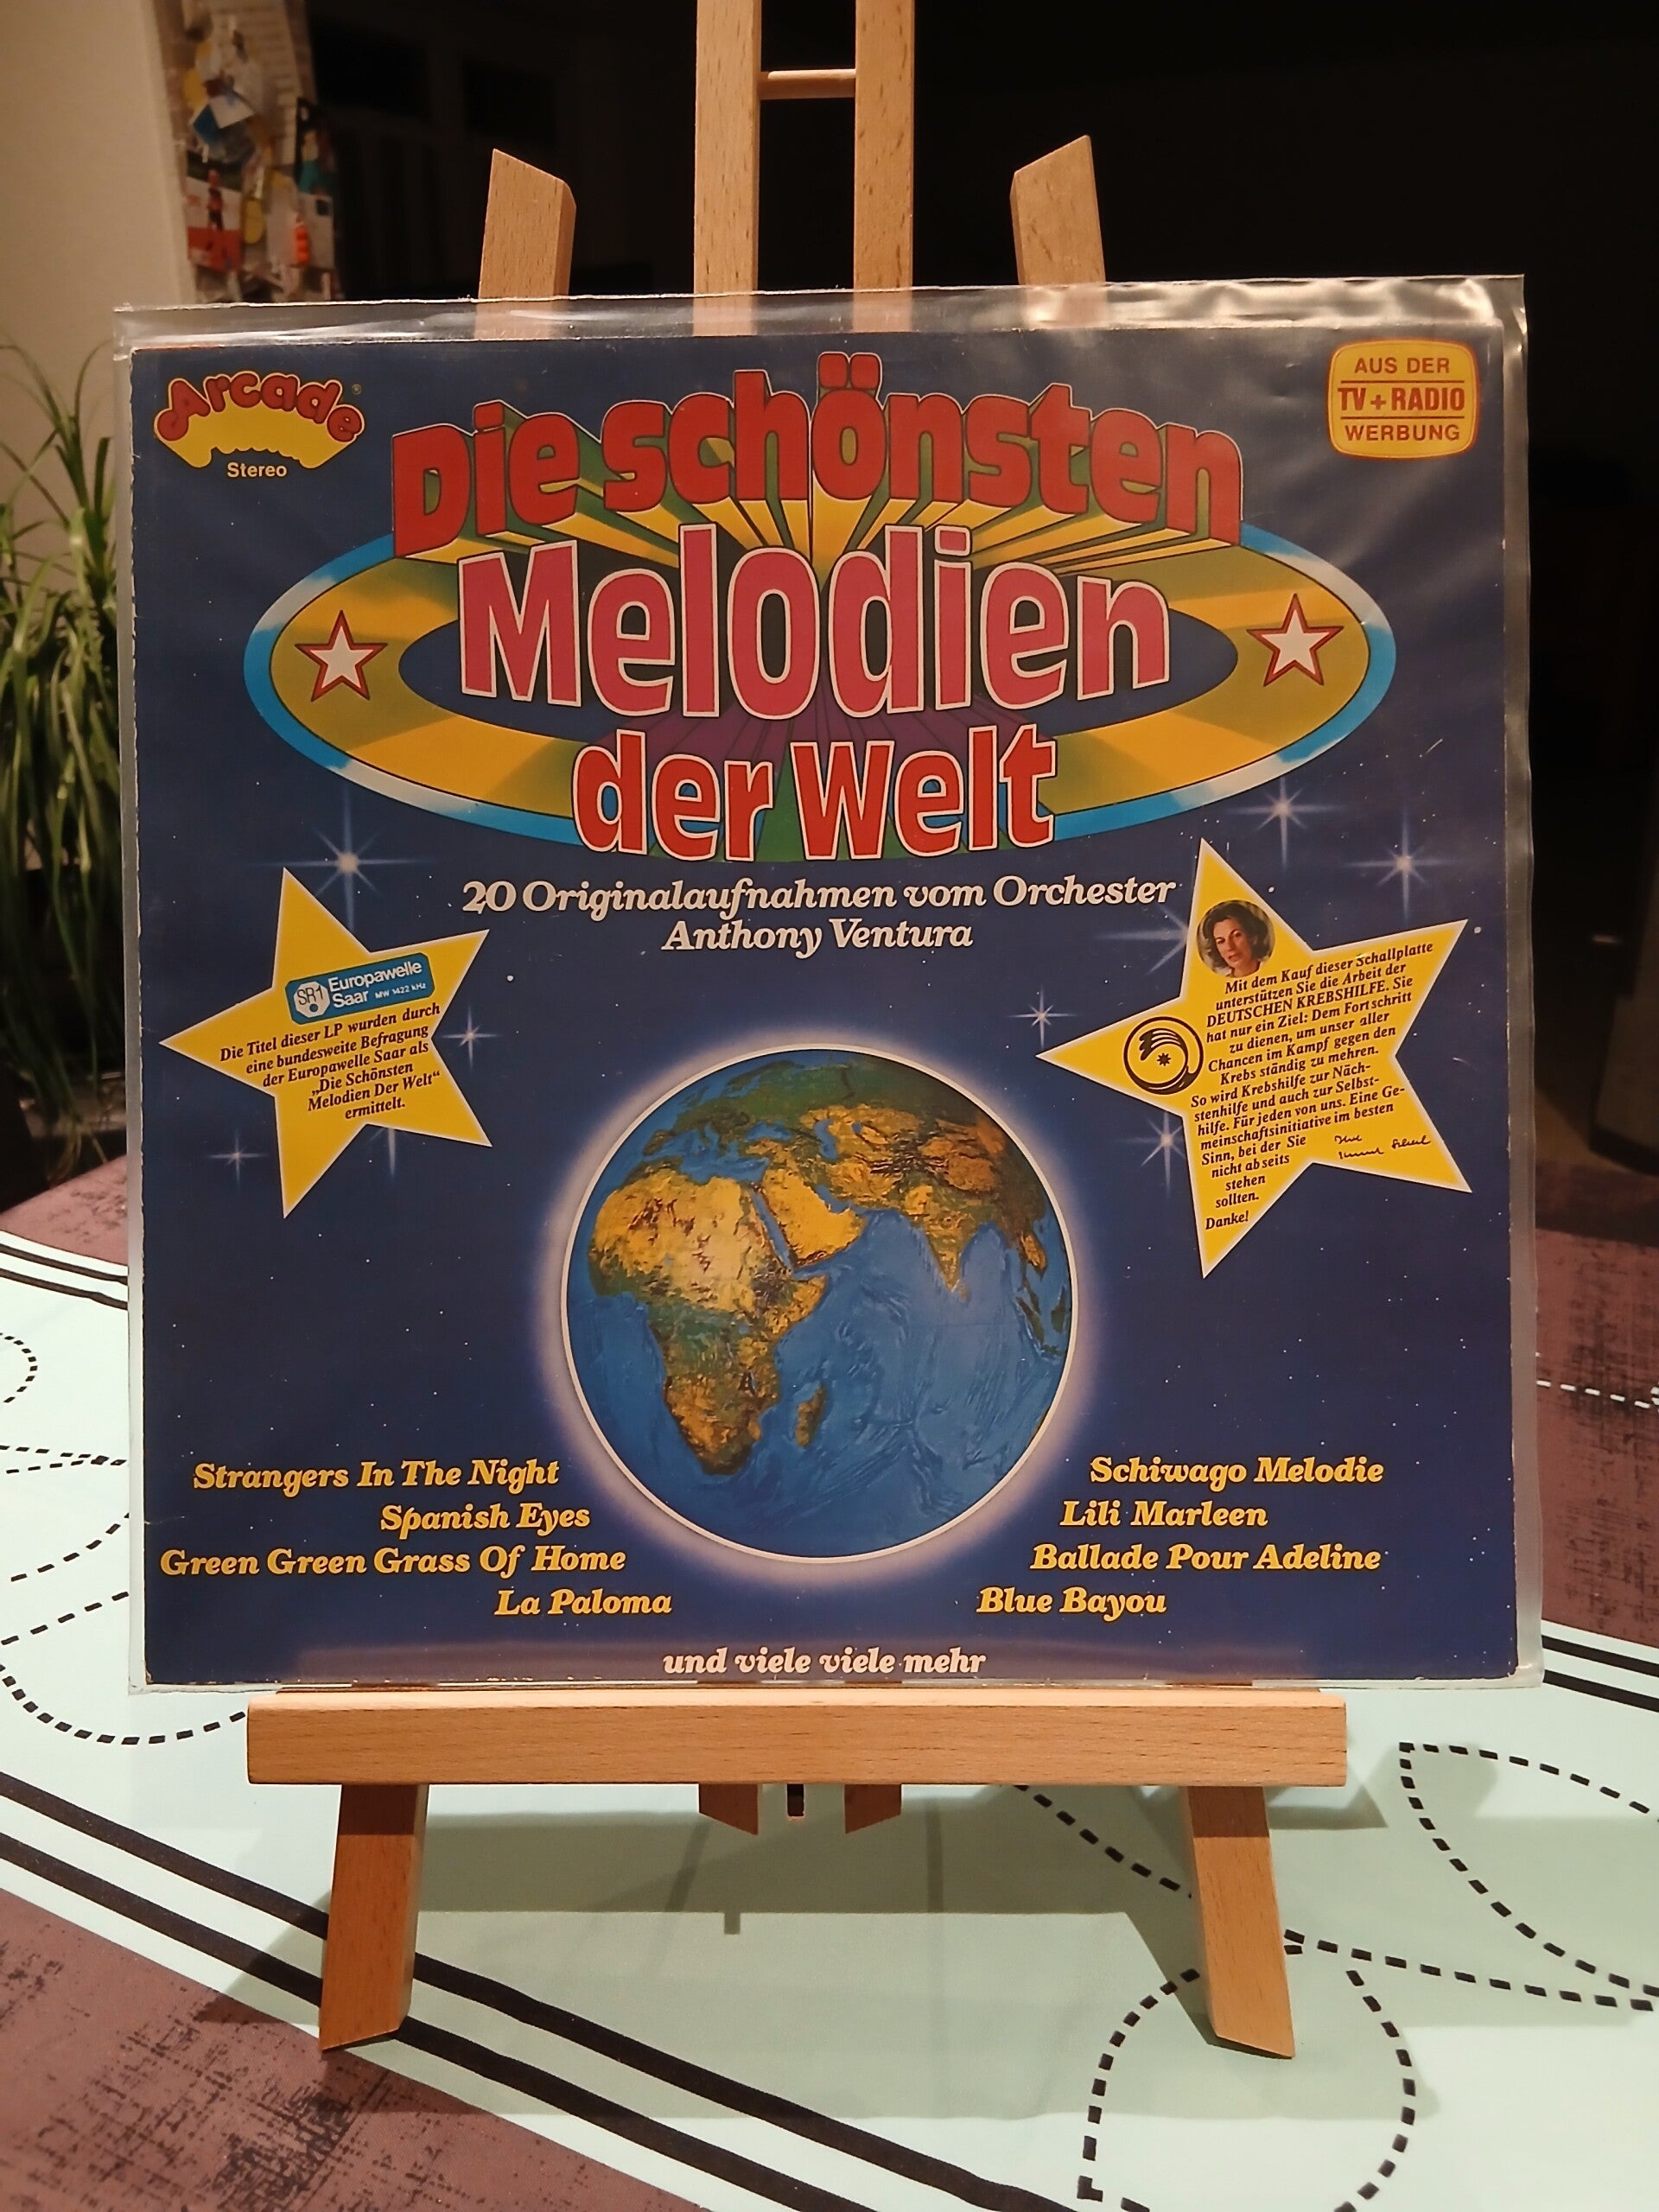 Arcade
Stereo
AUS DER
TV + RADIO
WERBUNG
Die schönsten
Melodien
der Welt
20 Originalaufnahmen vom Orchester
Anthony Ventura
SR1 Europawelle
Saar MW 1422 kHz
Die Titel dieser LP wurden durch
eine bundesweite Befragung
der Europawelle Saar als
„Die Schönsten
Melodien Der Welt“
ermittelt.
Mit dem Kauf dieser Schallplatte
unterstützen Sie die Arbeit der
DEUTSCHEN KREBSHILFE. Sie
hat nur ein Ziel: Dem Fortschritt
zu dienen, um unser aller
Chancen im Kampf gegen den
Krebs ständig zu mehren.
So wird Krebshilfe zur Näch-
stenhilfe und auch zur Selbst-
hilfe. Für jeden von uns. Eine Ge-
meinschaftsinitiative im besten
Sinn, bei der Sie
nicht abseits
stehen
sollten.
Danke!
Strangers In The Night
Spanish Eyes
Green Green Grass Of Home
La Paloma
Schiwago Melodie
Lili Marleen
Ballade Pour Adeline
Blue Bayou
und viele viele mehr